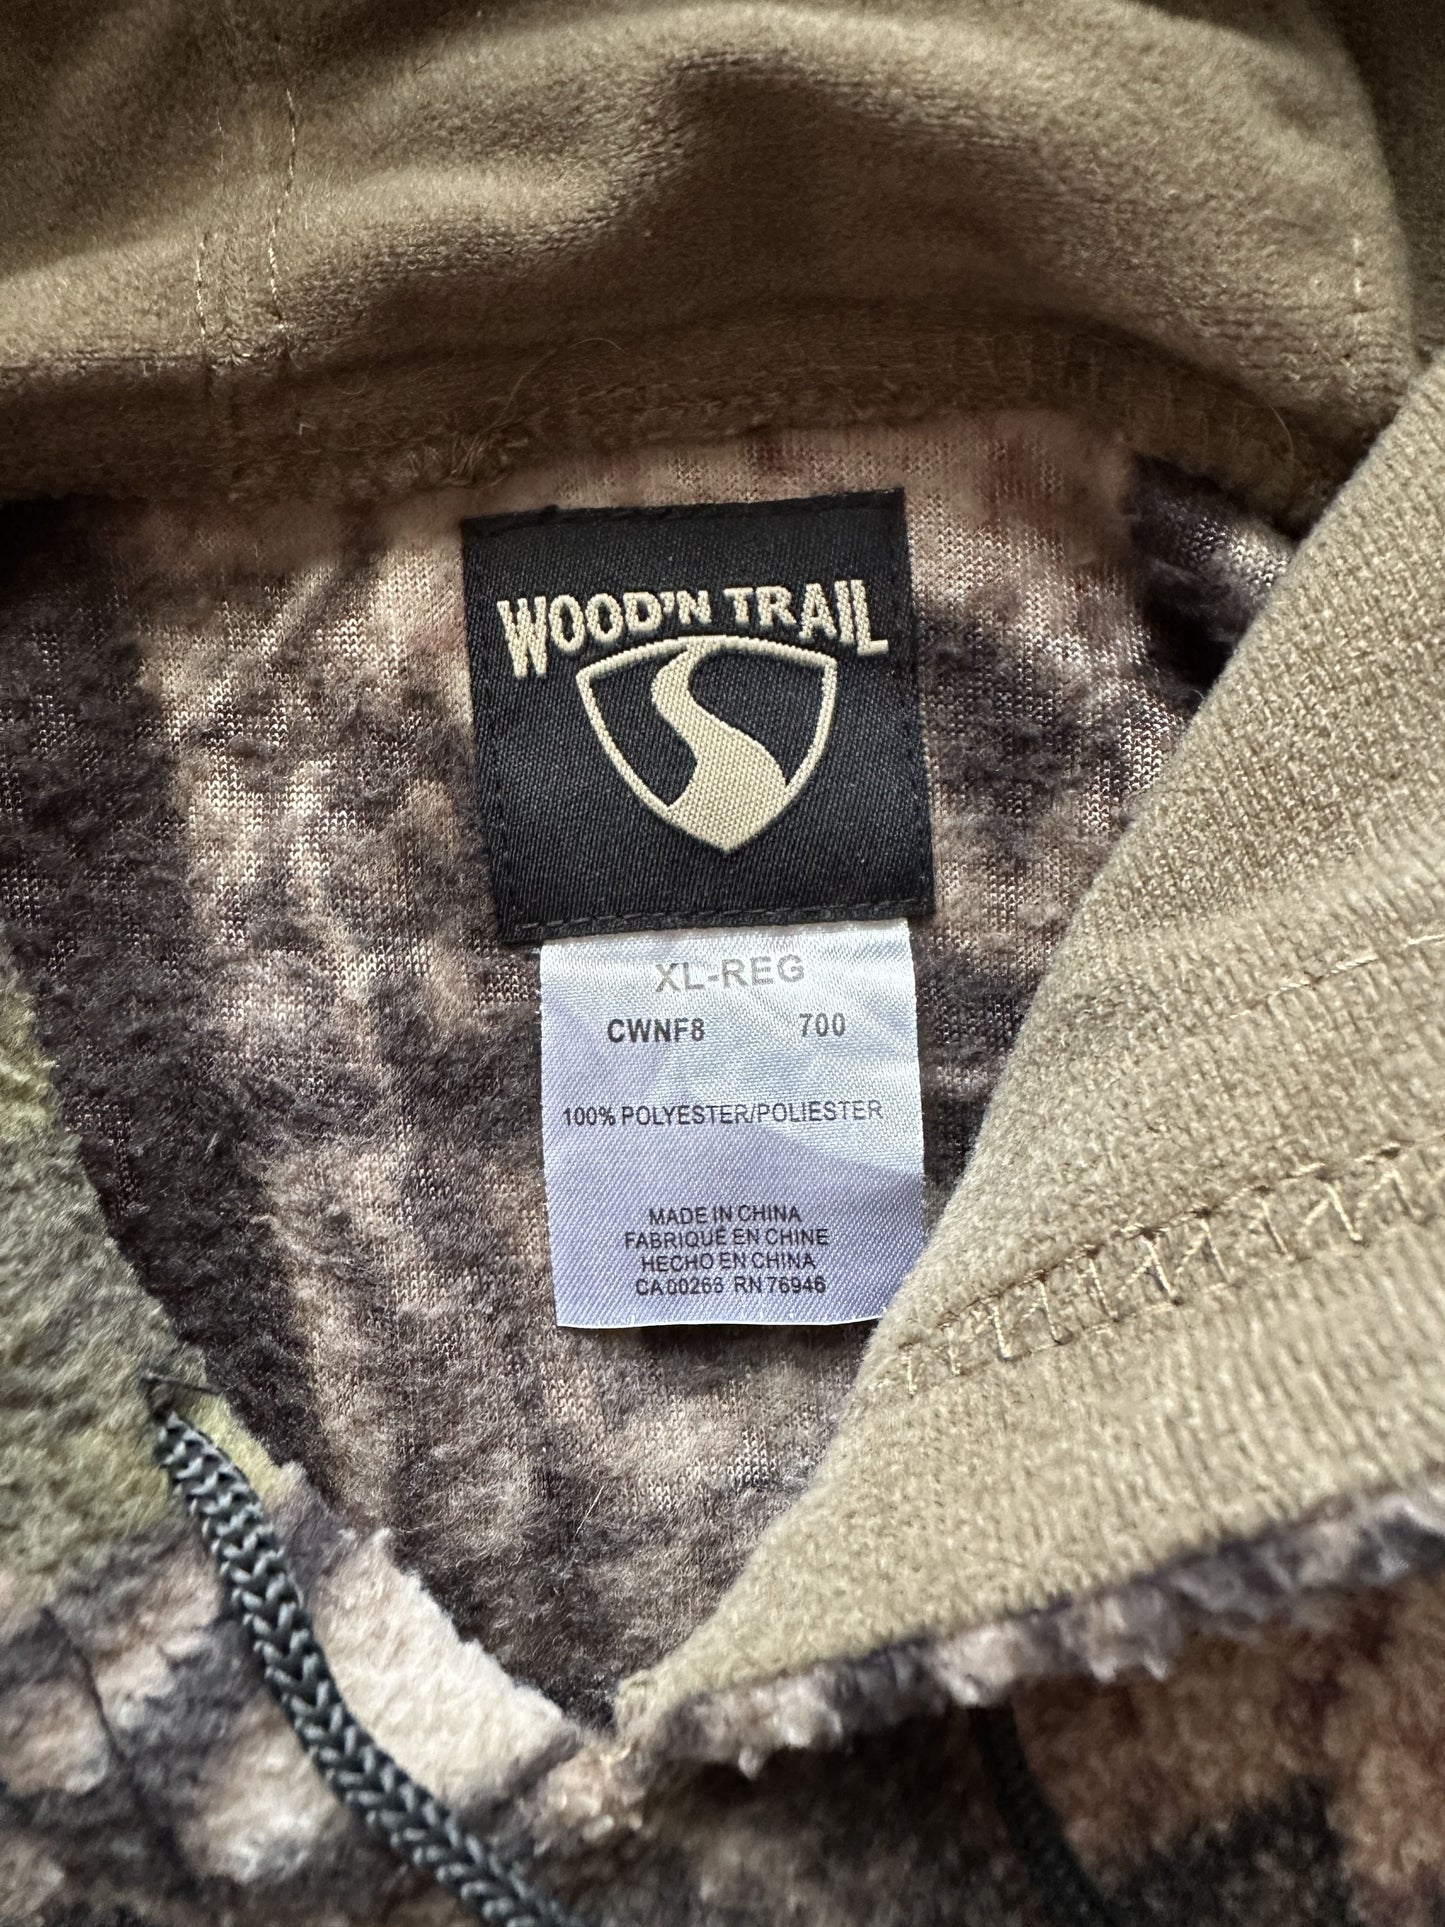 WOOD'N TRAIL
XL-REG
CWNF8 700
100% POLYESTER/POLIESTER
MADE IN CHINA
FABRIQUÉ EN CHINE
HECHO EN CHINA
CA 00266 RN 76946